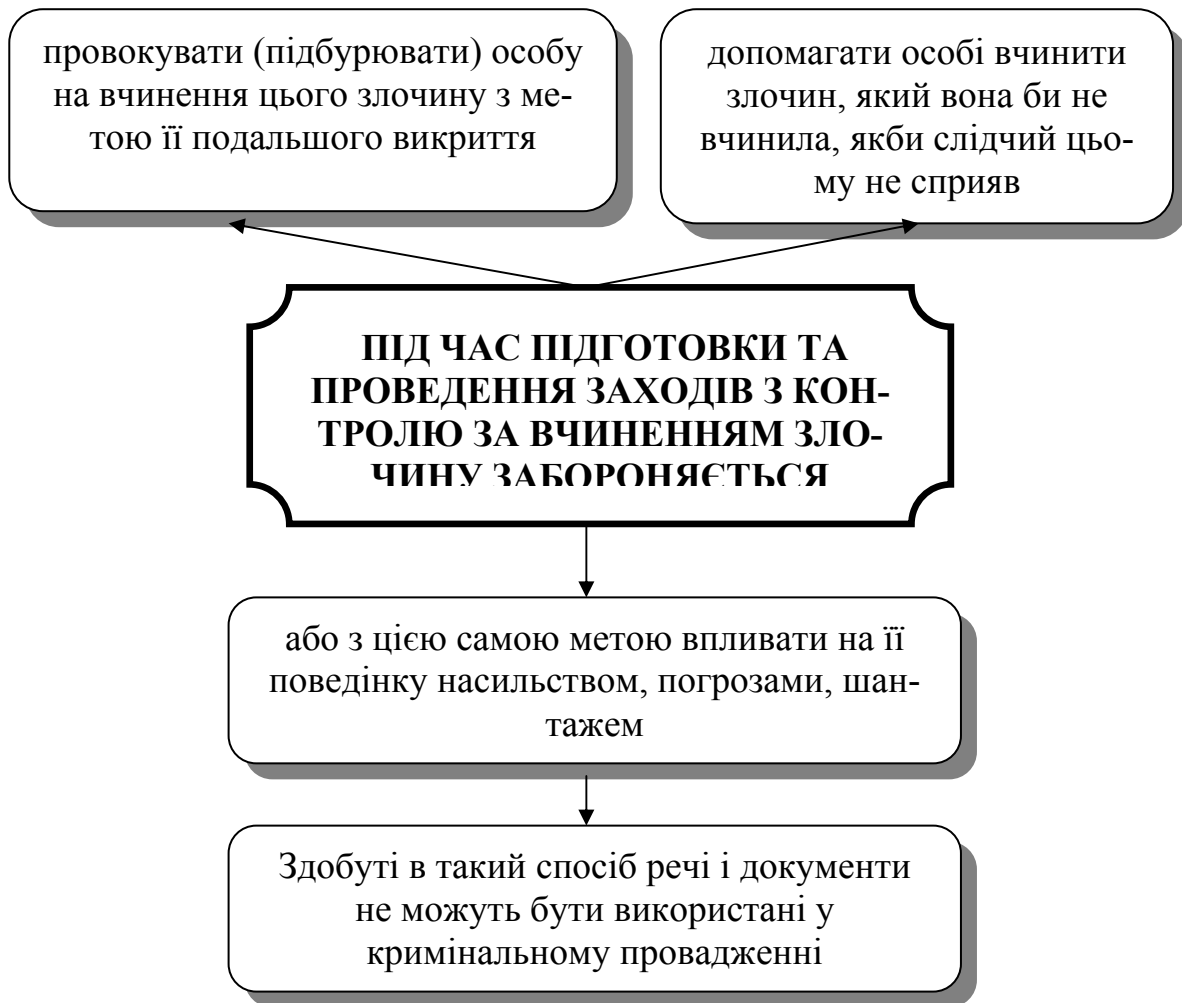 провокувати (підбурювати) особу
на вчинення цього злочину з ме-
тою її подальшого викриття
допомагати особі вчинити
злочин, який вона би не
вчинила, якби слідчий цьо-
му не сприяв
ПІД ЧАС ПІДГОТОВКИ ТА
ПРОВЕДЕННЯ ЗАХОДІВ З КОН-
ТРОЛЮ ЗА ВЧИНЕННЯМ ЗЛО-
ЧИНУ ЗАБОРОНЯЄТЬСЯ
або з цією самою метою впливати на її
поведінку насильством, погрозами, шан-
тажем
Здобуті в такий спосіб речі і документи
не можуть бути використані у
кримінальному провадженні